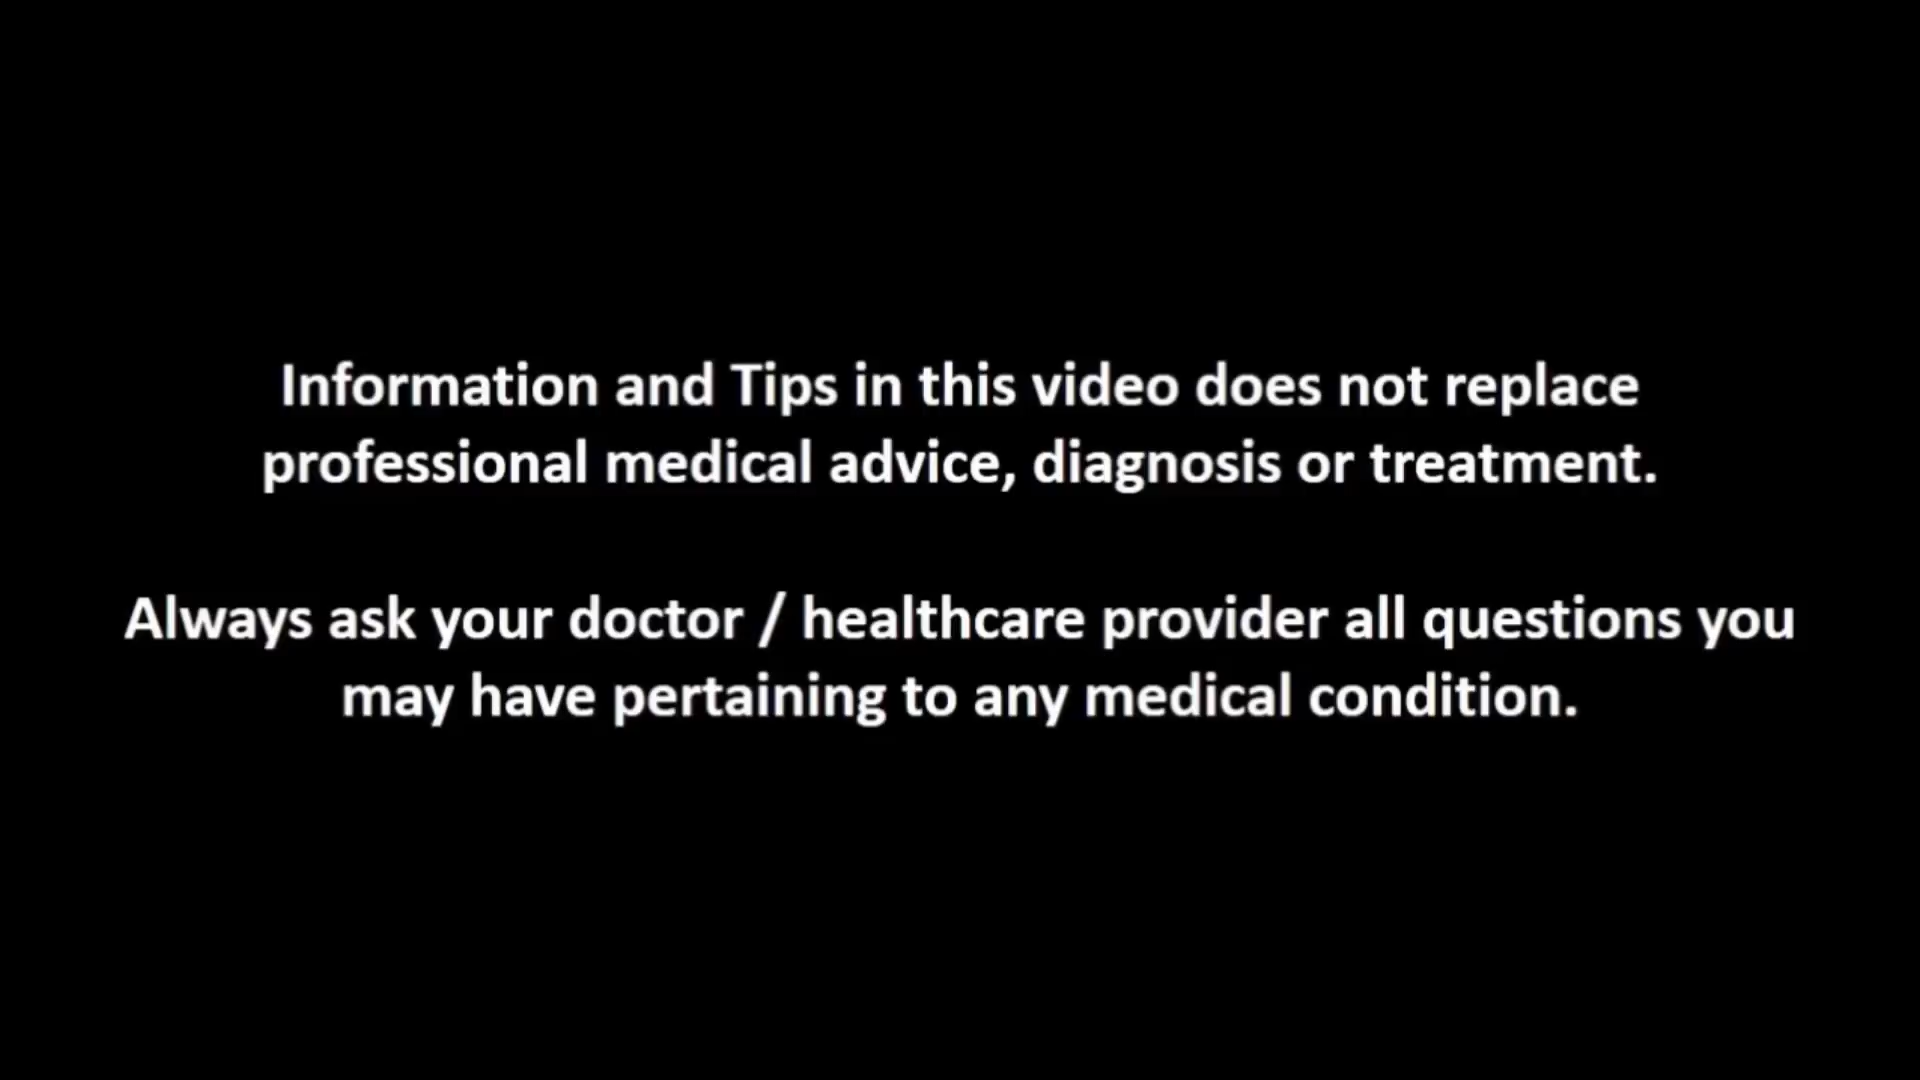 Information and Tips in this video does not replace
professional medical advice, diagnosis or treatment.
Always ask your doctor / healthcare provider all questions you
may have pertaining to any medical condition.